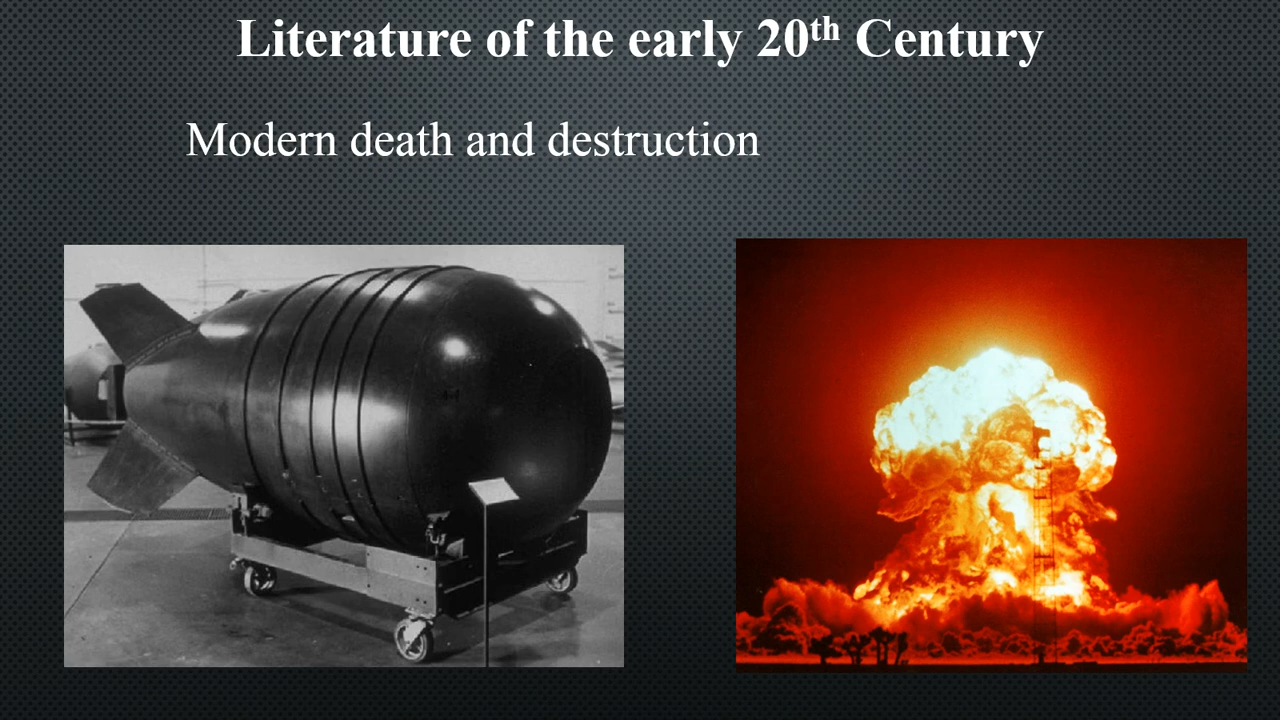 Literature of the early 20th Century
Modern death and destruction